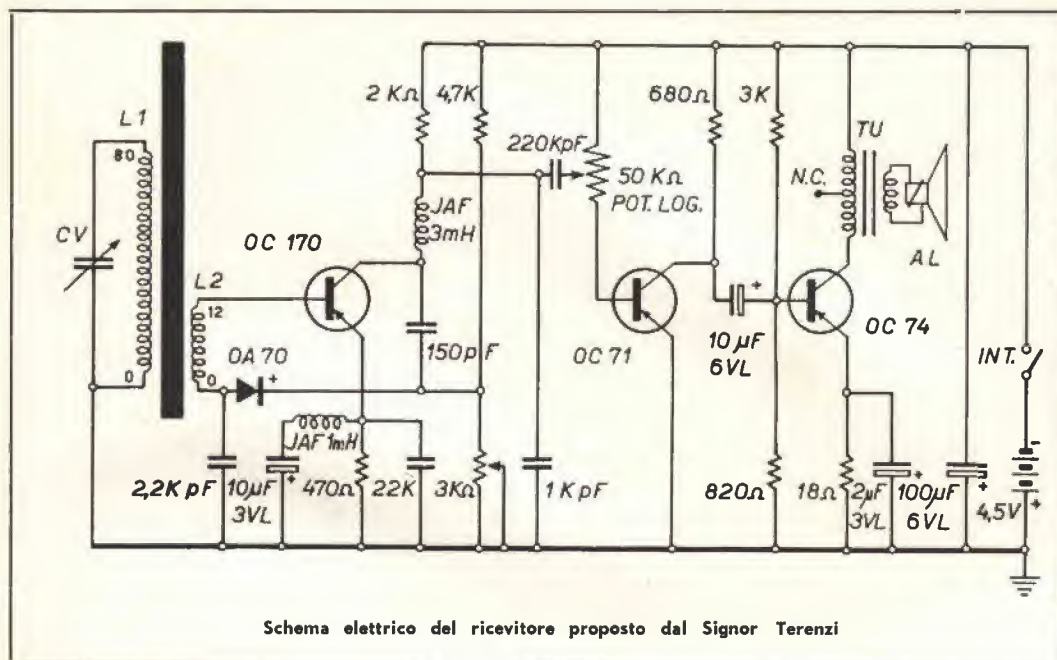 2 KΩ
4,7K
680Ω
3K
L1
80
220KpF
TU
50 KΩ
POT. LOG.
N.C.
JAF
3mH
CV
OC 170
AL
L2
12
OC 74
OA 70
+
150pF
OC 71
+
10 µF
6VL
INT.
0
0
JAF 1mH
2,2K pF
10µF
3VL
+
470Ω
22K
3KΩ
1 KpF
820Ω
18Ω
2µF
3VL
+
100µF
6VL
+
-
4,5V
+
Schema elettrico del ricevitore proposto dal Signor Terenzi